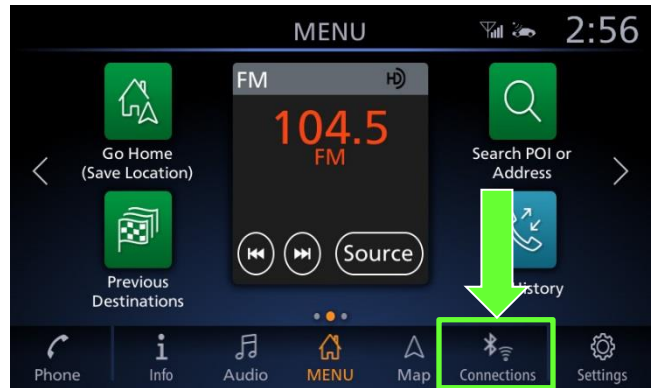 MENU
2:56
FM
HD
104.5
FM
Go Home
(Save Location)
Search POI or
Address
Source
Previous
Destinations
Phone
Info
Audio
MENU
Map
Connections
Settings